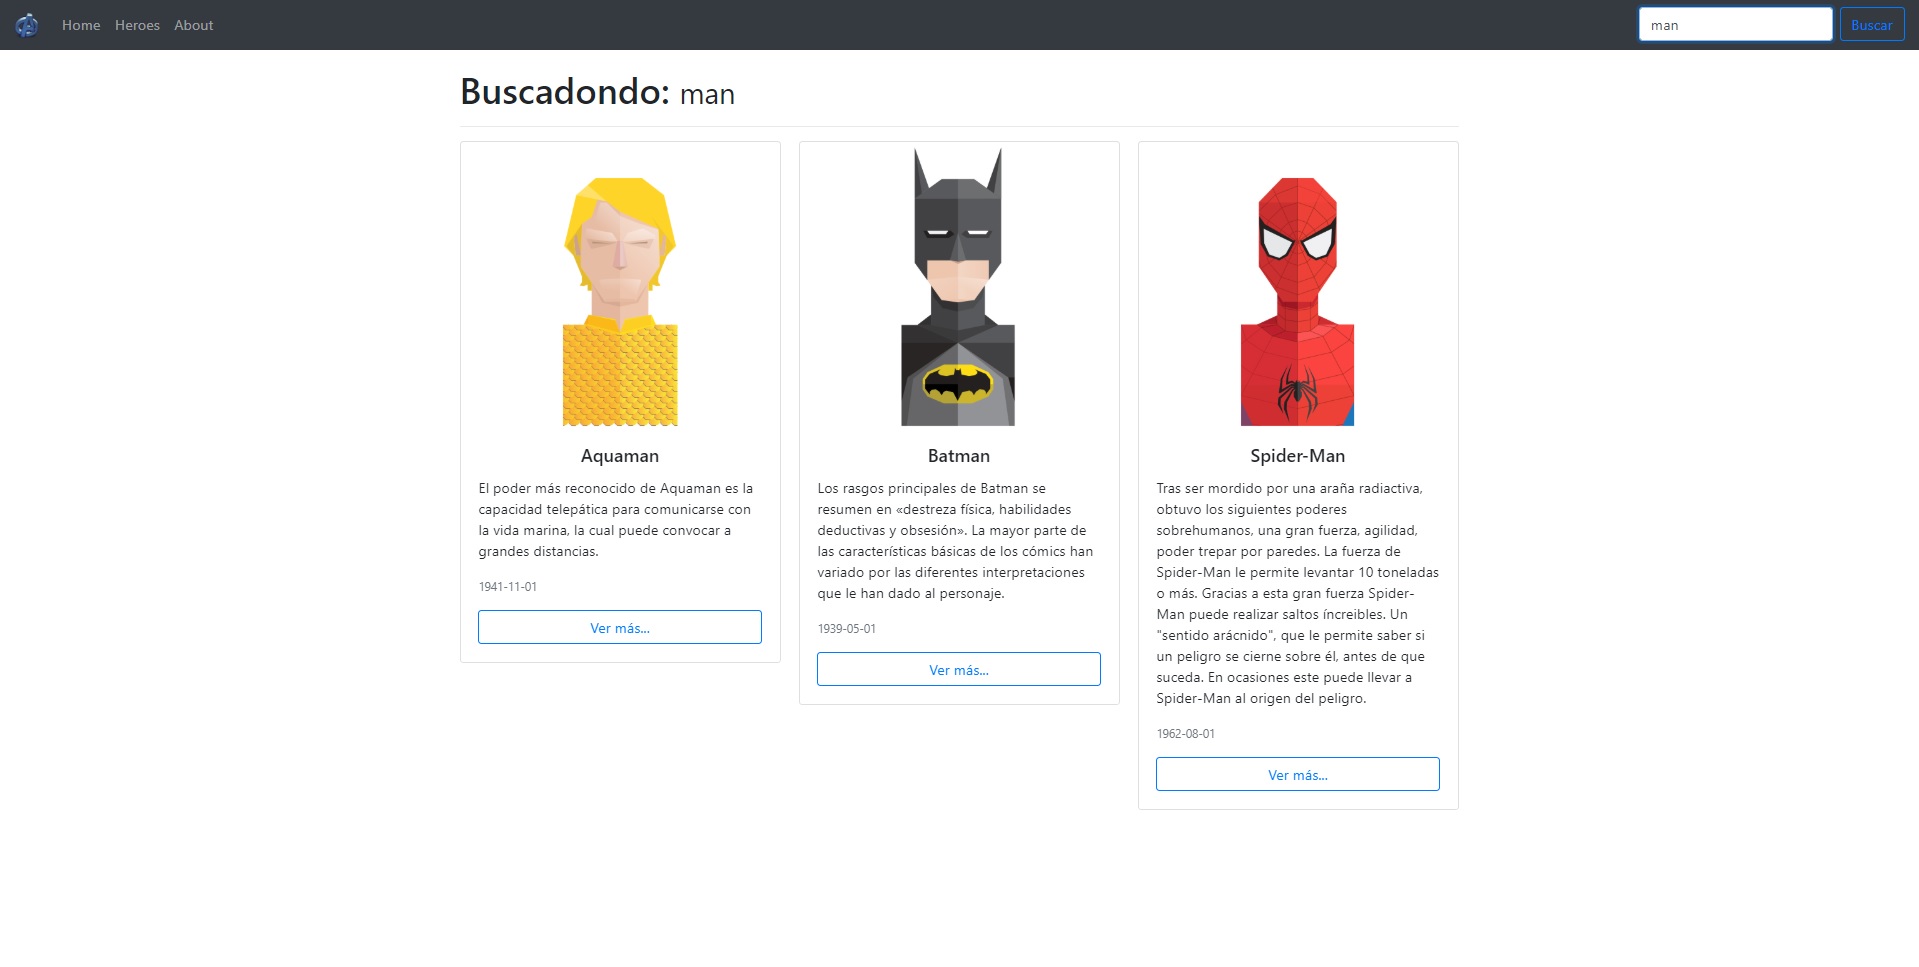 Home Heroes About man Buscar
Buscadondo: man
Aquaman
El poder más reconocido de Aquaman es la
capacidad telepática para comunicarse con
la vida marina, la cual puede convocar a
grandes distancias.
1941-11-01
Ver más...
Batman
Los rasgos principales de Batman se
resumen en «destreza física, habilidades
deductivas y obsesión». La mayor parte de
las características básicas de los cómics han
variado por las diferentes interpretaciones
que le han dado al personaje.
1939-05-01
Ver más...
Spider-Man
Tras ser mordido por una araña radiactiva,
obtuvo los siguientes poderes
sobrehumanos, una gran fuerza, agilidad,
poder trepar por paredes. La fuerza de
Spider-Man le permite levantar 10 toneladas
o más. Gracias a esta gran fuerza Spider-
Man puede realizar saltos íncreibles. Un
"sentido arácnido", que le permite saber si
un peligro se cierne sobre él, antes de que
suceda. En ocasiones este puede llevar a
Spider-Man al origen del peligro.
1962-08-01
Ver más...